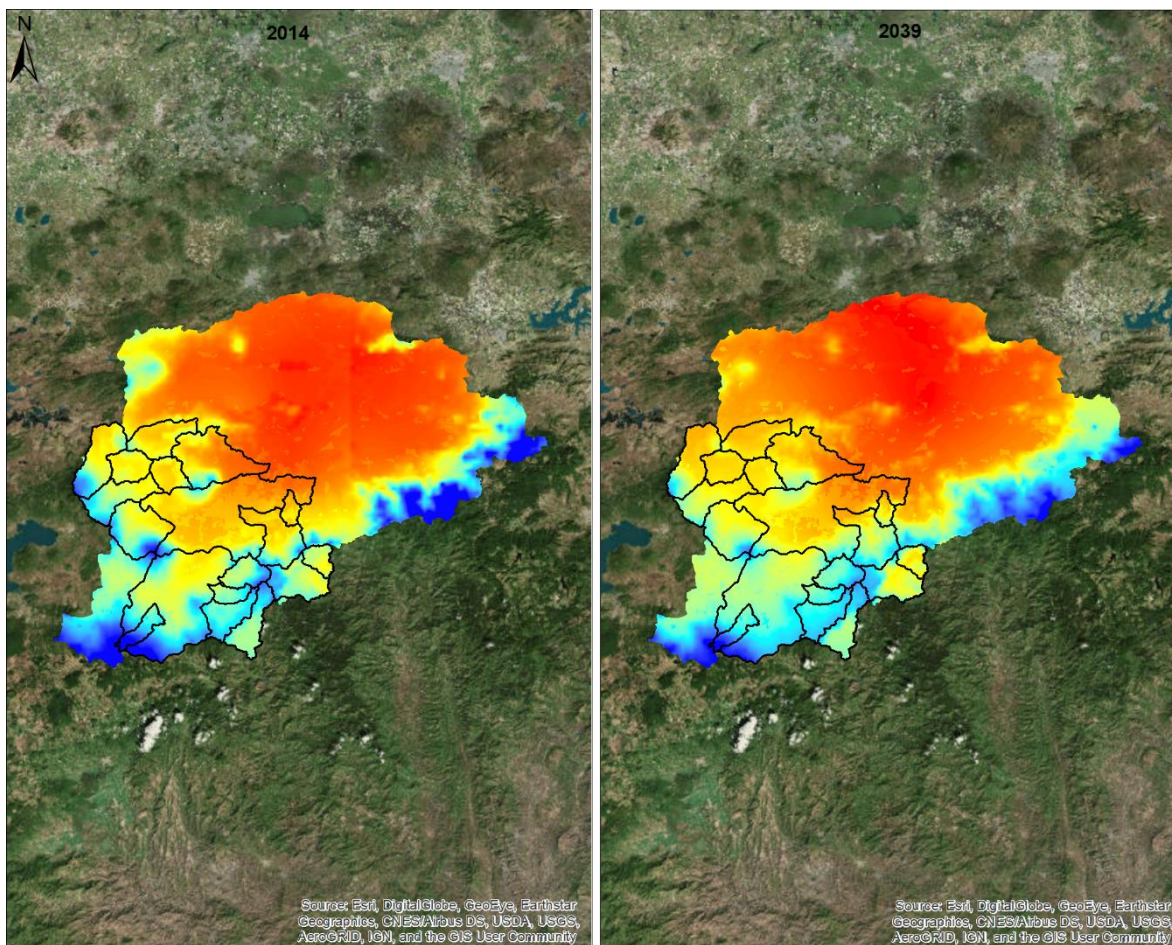 N
2014
Source: Esri, DigitalGlobe, GeoEye, Earthstar
Geographics, CNES/Airbus DS, USDA, USGS,
AeroGRID, IGN, and the GIS User Community
2039
Source: Esri, DigitalGlobe, GeoEye, Earthstar
Geographics, CNES/Airbus DS, USDA, USGS,
AeroGRID, IGN, and the GIS User Community